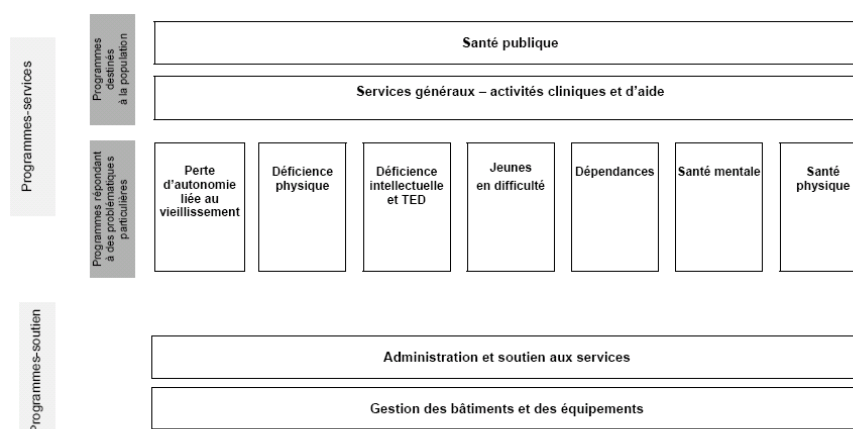 Programmes-services
Programmes
destinés
à la population
Santé publique
Services généraux – activités cliniques et d'aide
Programmes répondant
à des problématiques
particulières
Perte
d'autonomie
liée au
vieillissement
Déficience
physique
Déficience
intellectuelle
et TED
Jeunes
en difficulté
Dépendances
Santé mentale
Santé
physique
Programmes-soutien
Administration et soutien aux services
Gestion des bâtiments et des équipements